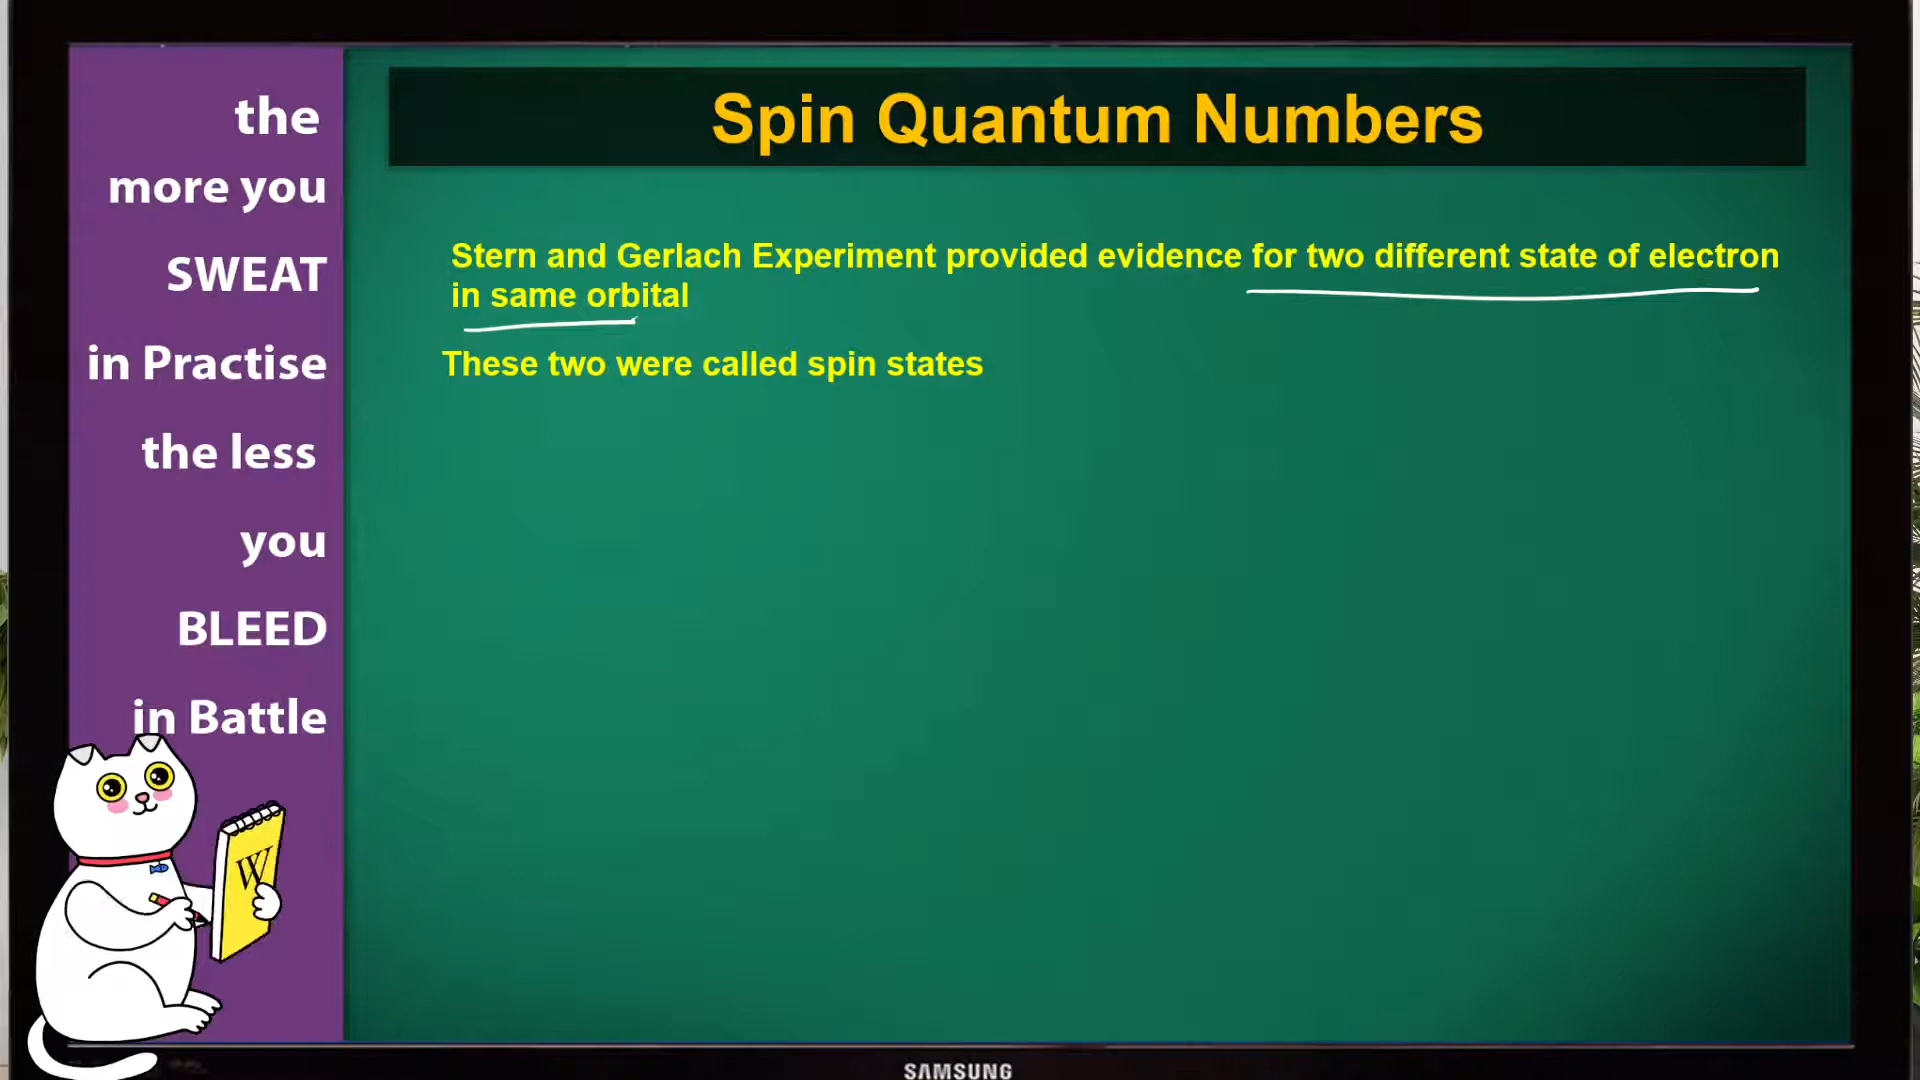 the
more you
SWEAT
in Practise
the less
you
BLEED
in Battle
Spin Quantum Numbers
Stern and Gerlach Experiment provided evidence for two different state of electron
in same orbital
These two were called spin states
W
SAMSUNG